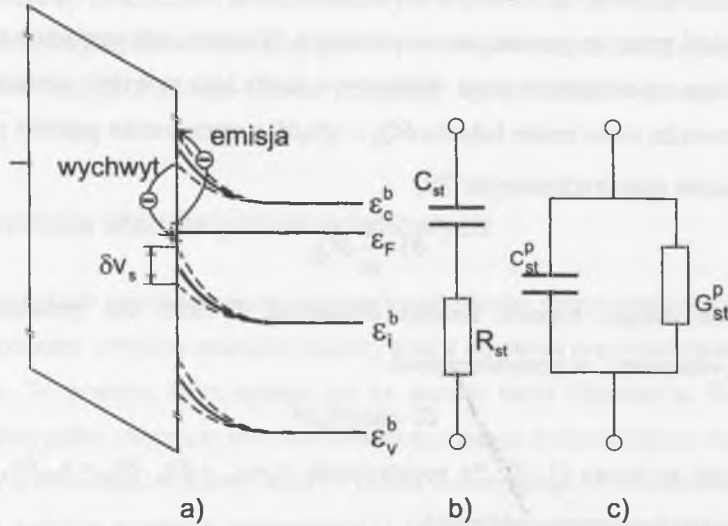 emisja
wychwyt
δv_s
ε_c^b
ε_F
ε_i^b
ε_v^b
a)
C_st
R_st
b)
C_st^p
G_st^p
c)